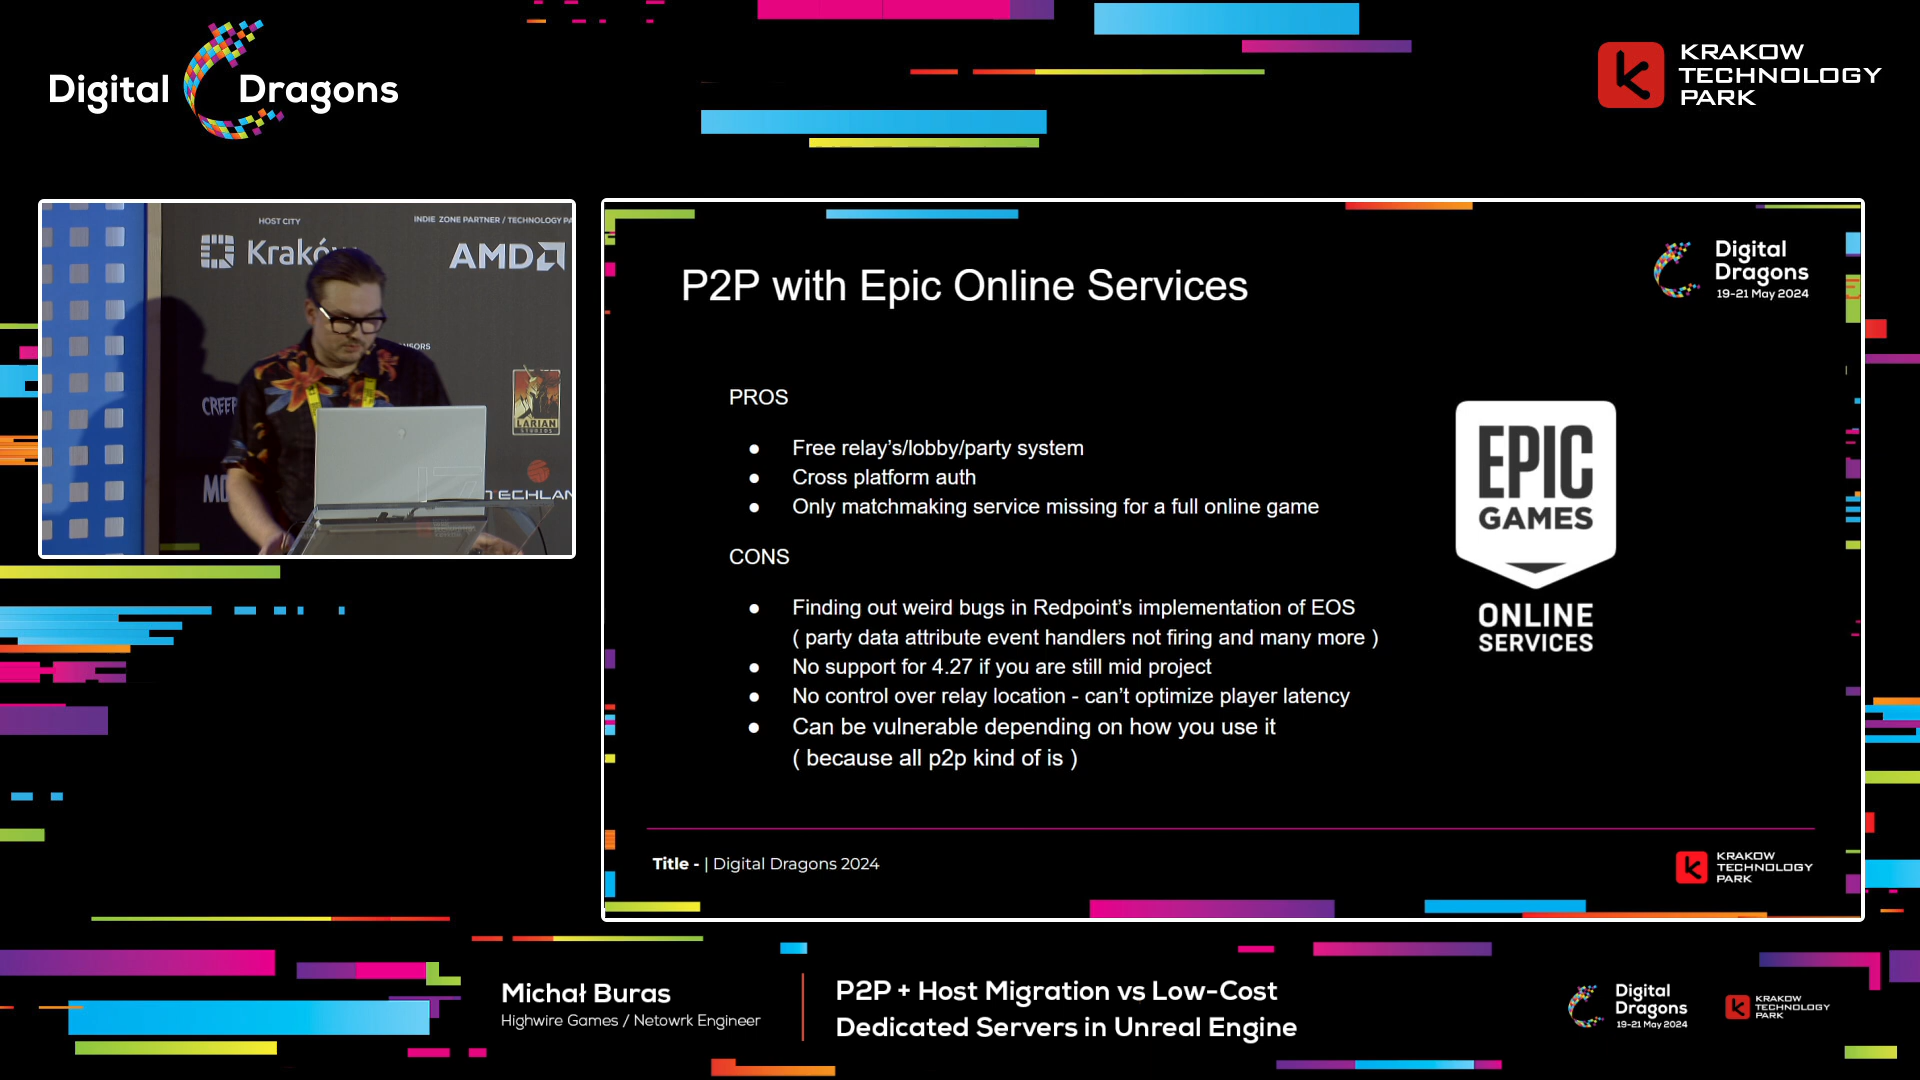 Digital Dragons
KRAKOW
TECHNOLOGY
PARK
HOST CITY
INDIE ZONE PARTNER / TECHNOLOGY
Kraków
AMD
LARIAN
STUDIOS
Digital
Dragons
19-21 May 2024
P2P with Epic Online Services
PROS
● Free relay's/lobby/party system
● Cross platform auth
● Only matchmaking service missing for a full online game
CONS
● Finding out weird bugs in Redpoint's implementation of EOS
( party data attribute event handlers not firing and many more )
● No support for 4.27 if you are still mid project
● No control over relay location - can't optimize player latency
● Can be vulnerable depending on how you use it
( because all p2p kind of is )
EPIC
GAMES
ONLINE
SERVICES
Title - | Digital Dragons 2024
KRAKOW
TECHNOLOGY
PARK
Michał Buras
Highwire Games / Netowrk Engineer
P2P + Host Migration vs Low-Cost
Dedicated Servers in Unreal Engine
Digital
Dragons
19-21 May 2024
KRAKOW
TECHNOLOGY
PARK